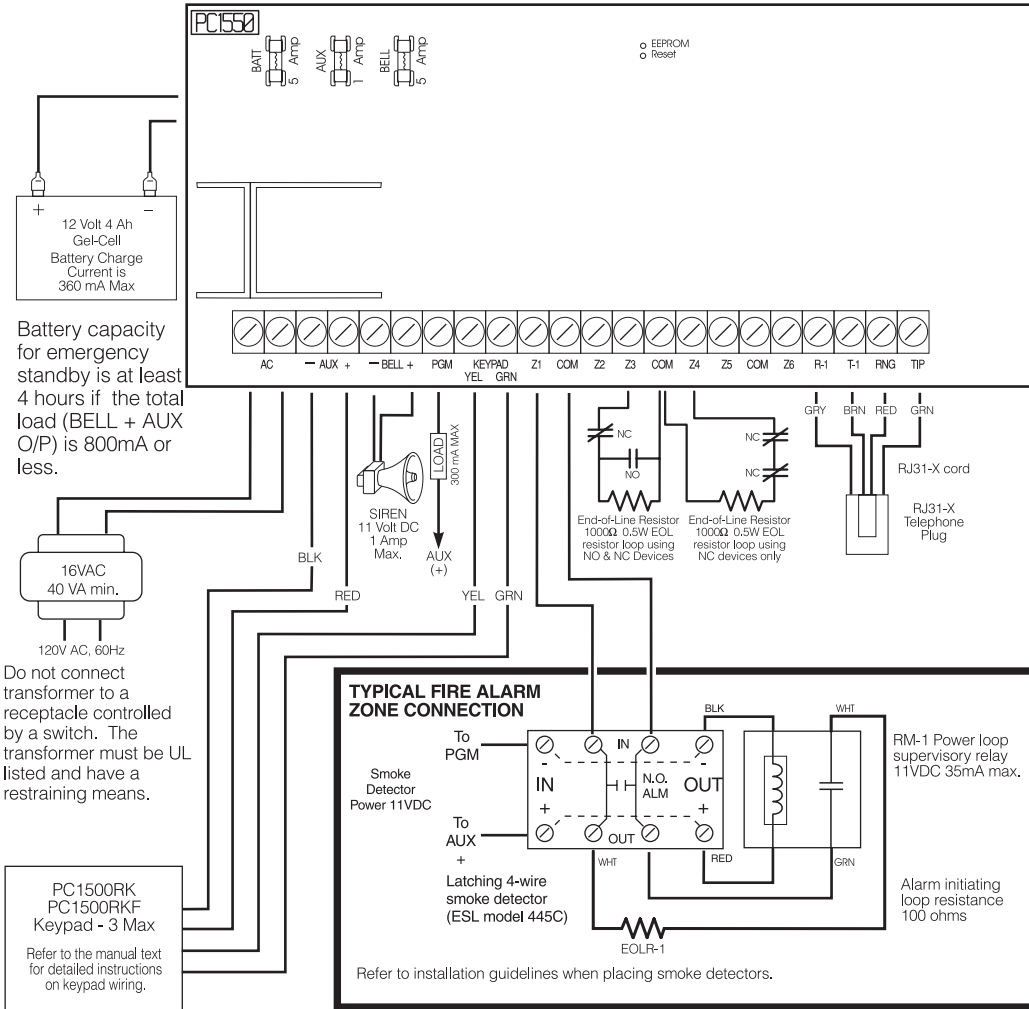 PC1550
BATT
5 Amp
AUX
1 Amp
BELL
5 Amp
EEPROM
Reset
+ −
12 Volt 4 Ah
Gel-Cell
Battery Charge
Current is
360 mA Max
Battery capacity
for emergency
standby is at least
4 hours if the total
load (BELL + AUX
O/P) is 800mA or
less.
AC − AUX + − BELL + PGM KEYPAD Z1 COM Z2 Z3 COM Z4 Z5 COM Z6 R-1 T-1 RNG TIP
YEL GRN
GRY BRN RED GRN
RJ31-X cord
RJ31-X
Telephone
Plug
NC
NO
End-of-Line Resistor
1000Ω 0.5W EOL
resistor loop using
NO & NC Devices
NC
NC
End-of-Line Resistor
1000Ω 0.5W EOL
resistor loop using
NC devices only
LOAD
300 mA MAX
AUX
(+)
SIREN
11 Volt DC
1 Amp
Max.
BLK
RED
YEL GRN
16VAC
40 VA min.
120V AC, 60Hz
Do not connect
transformer to a
receptacle controlled
by a switch. The
transformer must be UL
listed and have a
restraining means.
PC1500RK
PC1500RKF
Keypad - 3 Max
Refer to the manual text
for detailed instructions
on keypad wiring.
TYPICAL FIRE ALARM
ZONE CONNECTION
To
PGM
Smoke
Detector
Power 11VDC
To
AUX
+
Latching 4-wire
smoke detector
(ESL model 445C)
IN
- -
IN
+
N.O.
ALM
OUT
+
OUT
BLK
WHT
WHT
RED
GRN
EOLR-1
RM-1 Power loop
supervisory relay
11VDC 35mA max.
Alarm initiating
loop resistance
100 ohms
Refer to installation guidelines when placing smoke detectors.